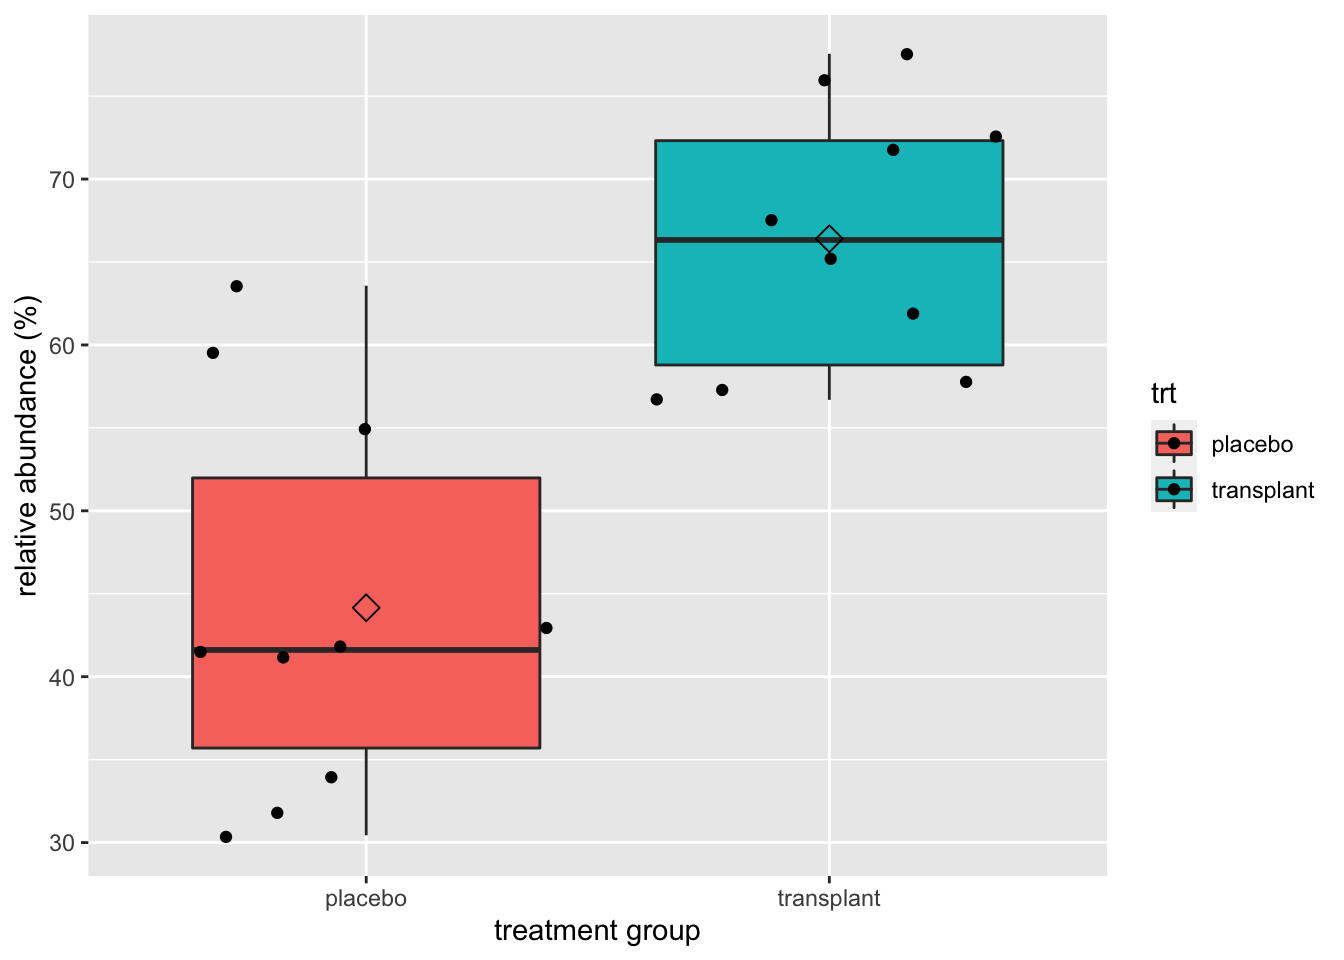 relative abundance (%)
70
60
50
40
30
placebo
transplant
treatment group
trt
placebo
transplant